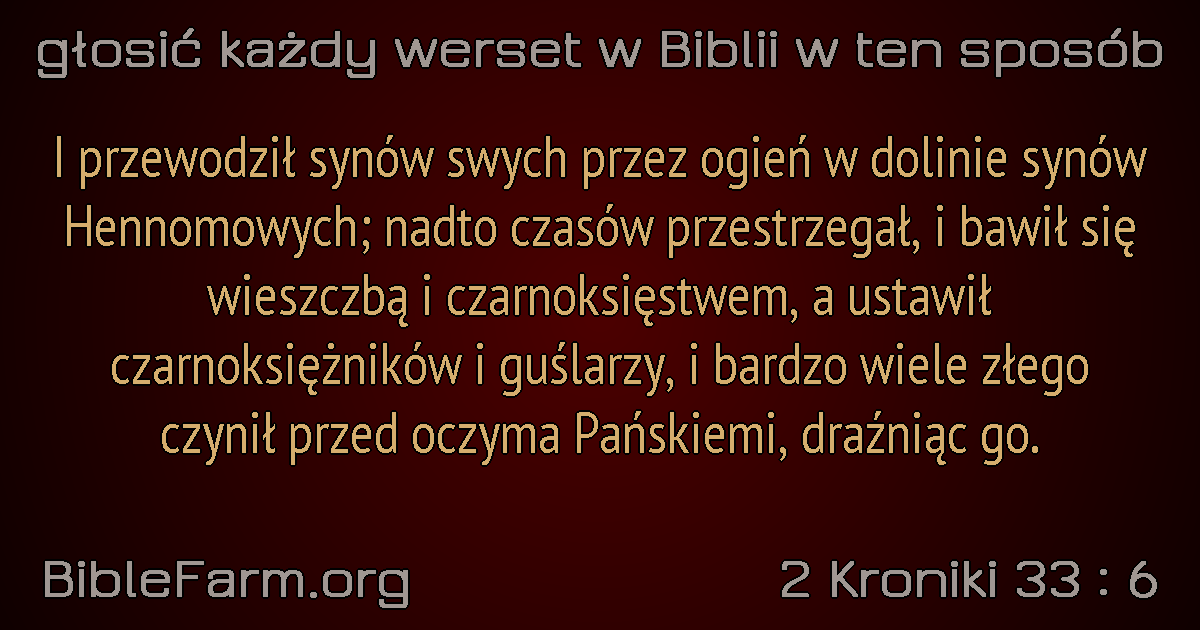 głosić każdy werset w Biblii w ten sposób
I przewodził synów swych przez ogień w dolinie synów
Hennomowych; nadto czasów przestrzegał, i bawił się
wieszczbą i czarnoksięstwem, a ustawił
czarnoksiężników i guślarzy, i bardzo wiele złego
czynił przed oczyma Pańskiemi, draźniąc go.
BibleFarm.org
2 Kroniki 33 : 6